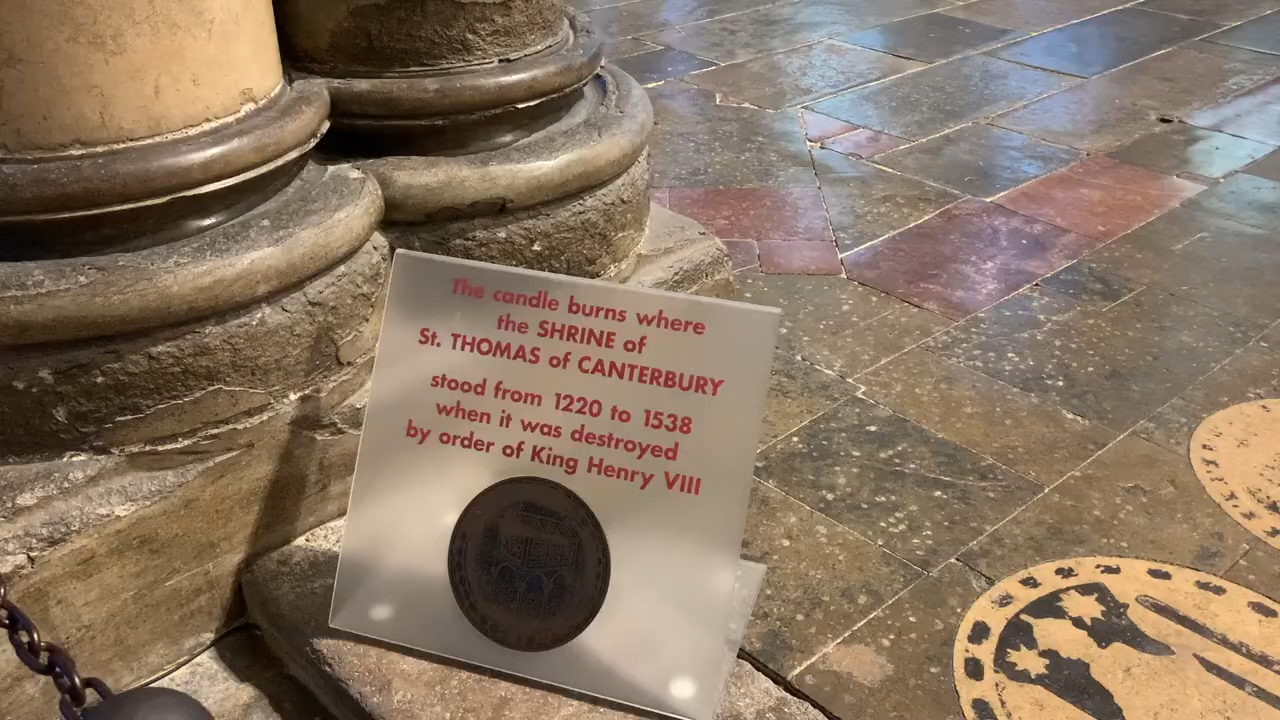 The candle burns where
the SHRINE of
St. THOMAS of CANTERBURY
stood from 1220 to 1538
when it was destroyed
by order of King Henry VIII